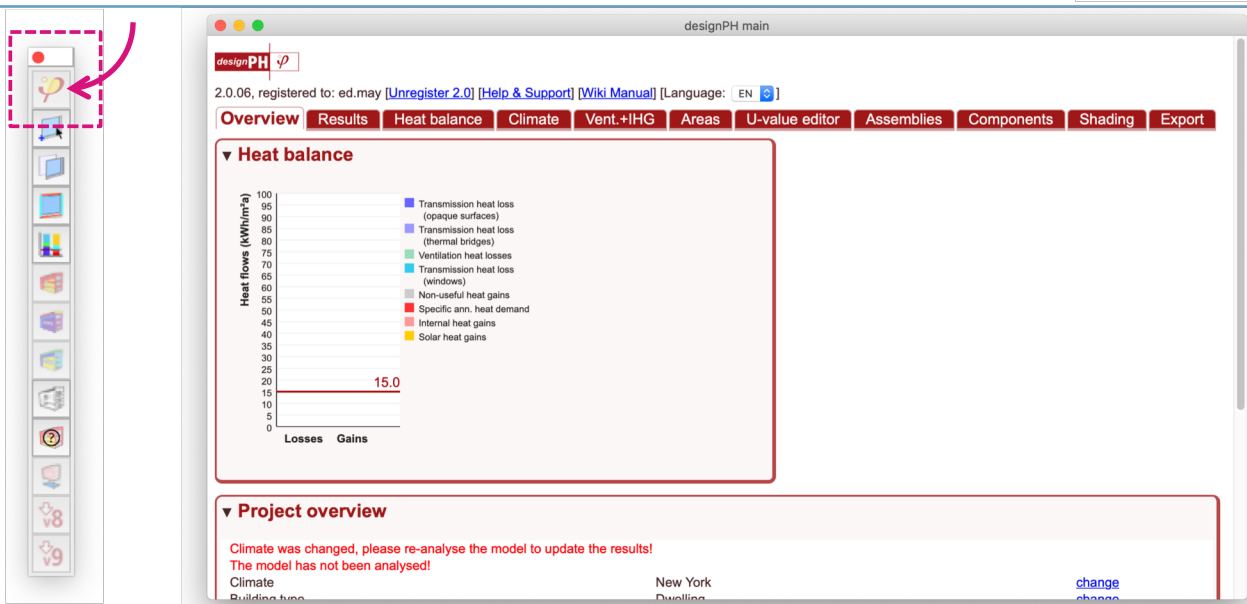 designPH main
designPH φ
2.0.06, registered to: ed.may [Unregister 2.0] [Help & Support] [Wiki Manual] [Language: EN ]
Overview Results Heat balance Climate Vent.+IHG Areas U-value editor Assemblies Components Shading Export
▼ Heat balance
Heat flows (kWh/m²a)
100
95
90
85
80
75
70
65
60
55
50
45
40
35
30
25
20
15
10
5
0
15.0
Losses Gains
Transmission heat loss
(opaque surfaces)
Transmission heat loss
(thermal bridges)
Ventilation heat losses
Transmission heat loss
(windows)
Non-useful heat gains
Specific ann. heat demand
Internal heat gains
Solar heat gains
▼ Project overview
Climate was changed, please re-analyse the model to update the results!
The model has not been analysed!
Climate New York change
Building type Dwelling change
φ
?
v8
v9